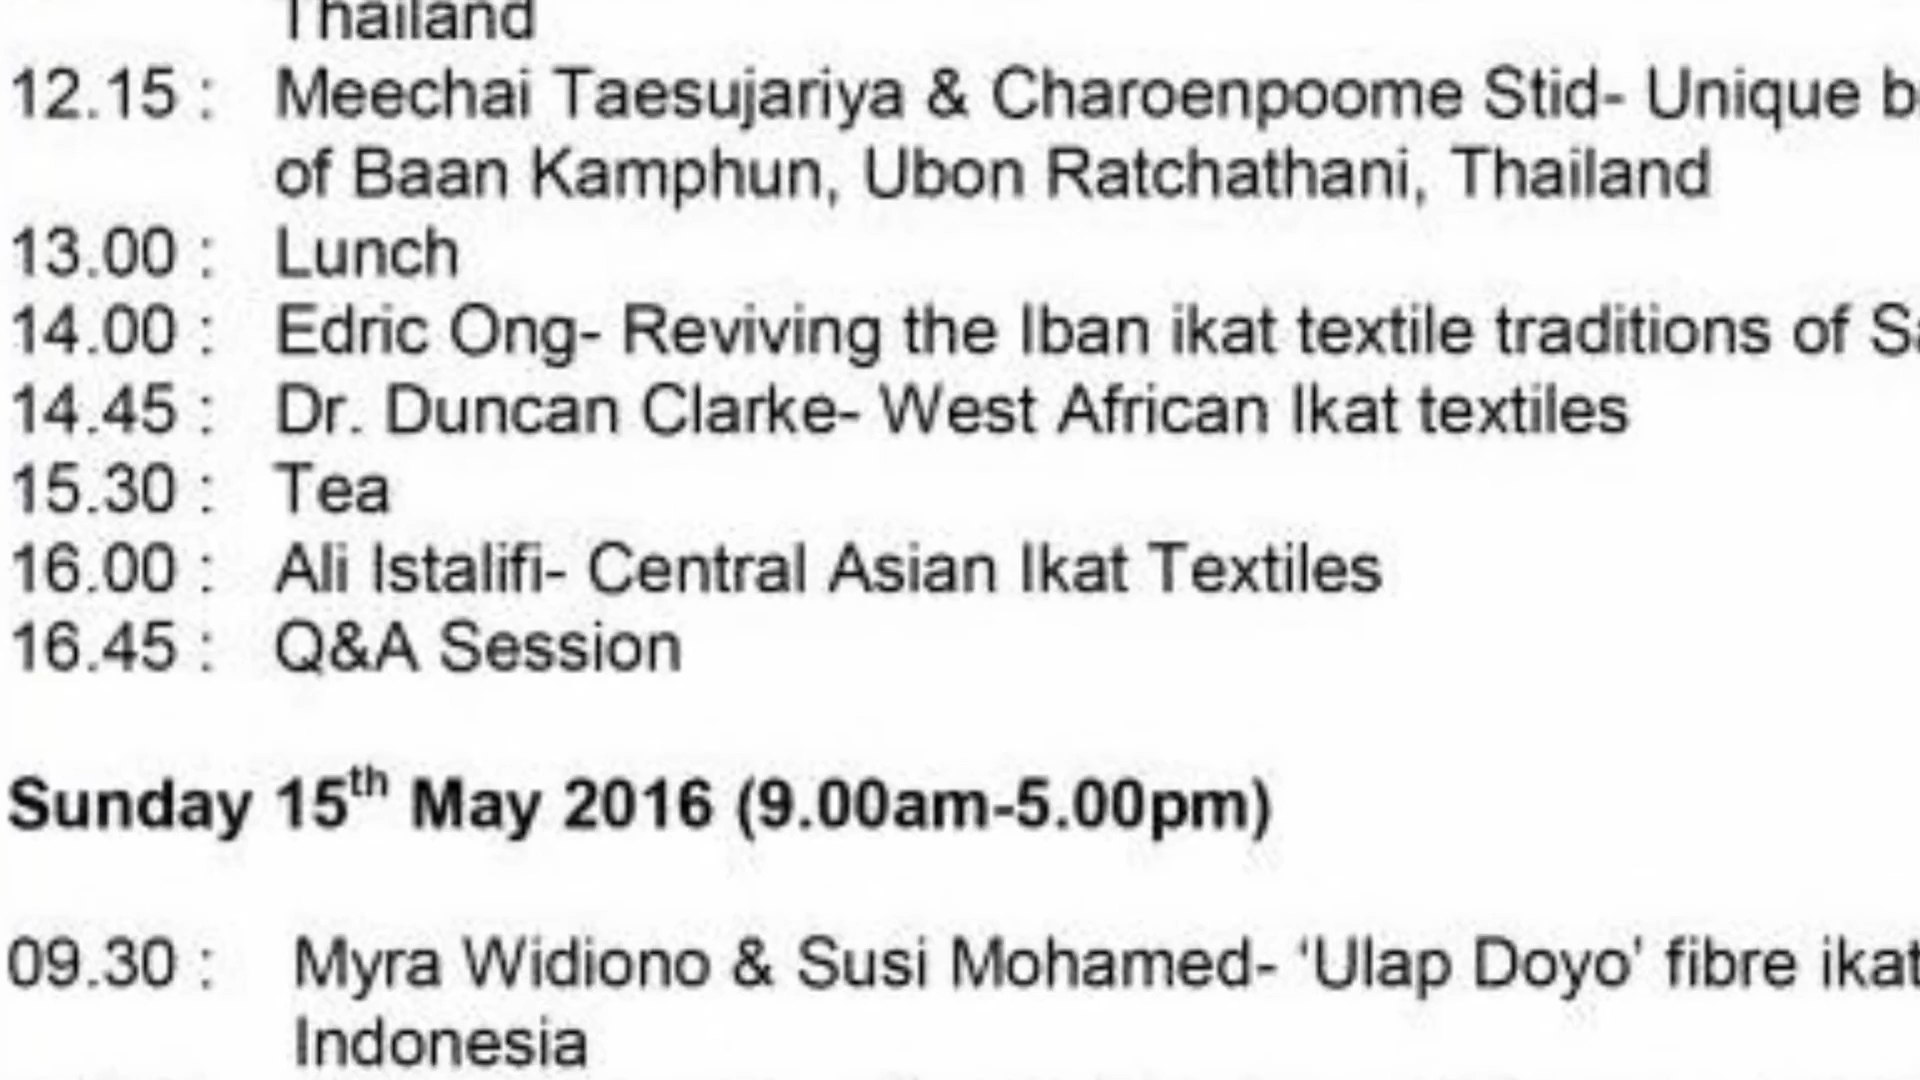 Thailand
12.15 : Meechai Taesujariya & Charoenpoome Stid- Unique
of Baan Kamphun, Ubon Ratchathani, Thailand
13.00 : Lunch
14.00 : Edric Ong- Reviving the Iban ikat textile traditions of
14.45 : Dr. Duncan Clarke- West African Ikat textiles
15.30 : Tea
16.00 : Ali Istalifi- Central Asian Ikat Textiles
16.45 : Q&A Session
Sunday 15th May 2016 (9.00am-5.00pm)
09.30 : Myra Widiono & Susi Mohamed- ‘Ulap Doyo’ fibre ikat
Indonesia